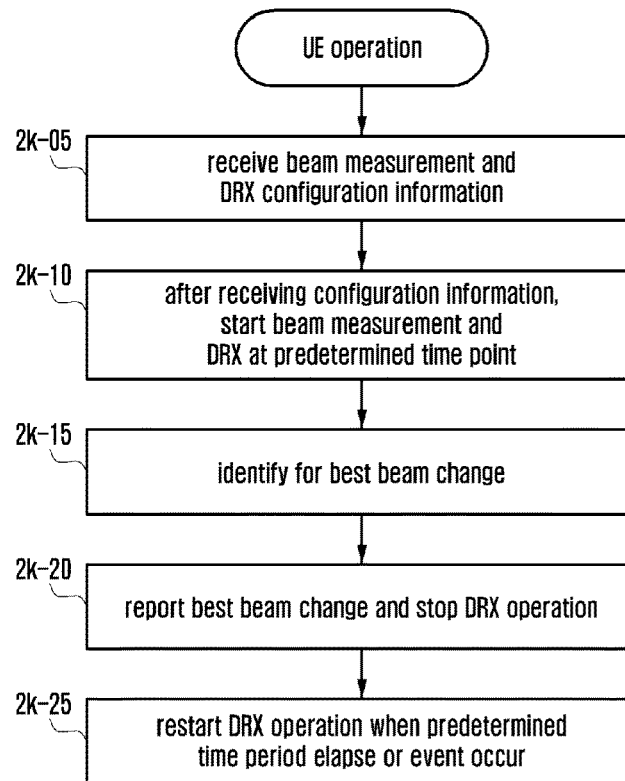 UE operation
2k-05
receive beam measurement and
DRX configuration information
2k-10
after receiving configuration information,
start beam measurement and
DRX at predetermined time point
2k-15
identify for best beam change
2k-20
report best beam change and stop DRX operation
2k-25
restart DRX operation when predetermined
time period elapse or event occur